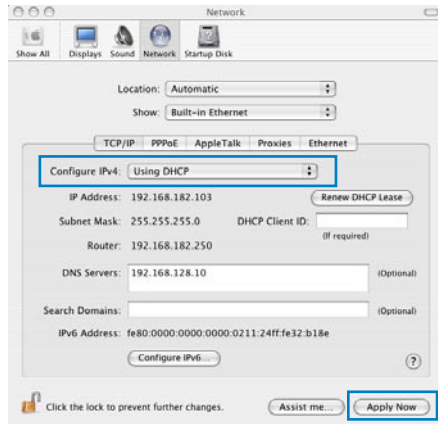 Network
Show All Displays Sound Network Startup Disk
Location: Automatic
Show: Built-in Ethernet
TCP/IP PPPoE AppleTalk Proxies Ethernet
Configure IPv4: Using DHCP
IP Address: 192.168.182.103 Renew DHCP Lease
Subnet Mask: 255.255.255.0 DHCP Client ID:
(If required)
Router: 192.168.182.250
DNS Servers: 192.168.128.10 (Optional)
Search Domains: (Optional)
IPv6 Address: fe80:0000:0000:0000:0211:24ff:fe32:b18e
Configure IPv6... ?
Click the lock to prevent further changes. Assist me... Apply Now